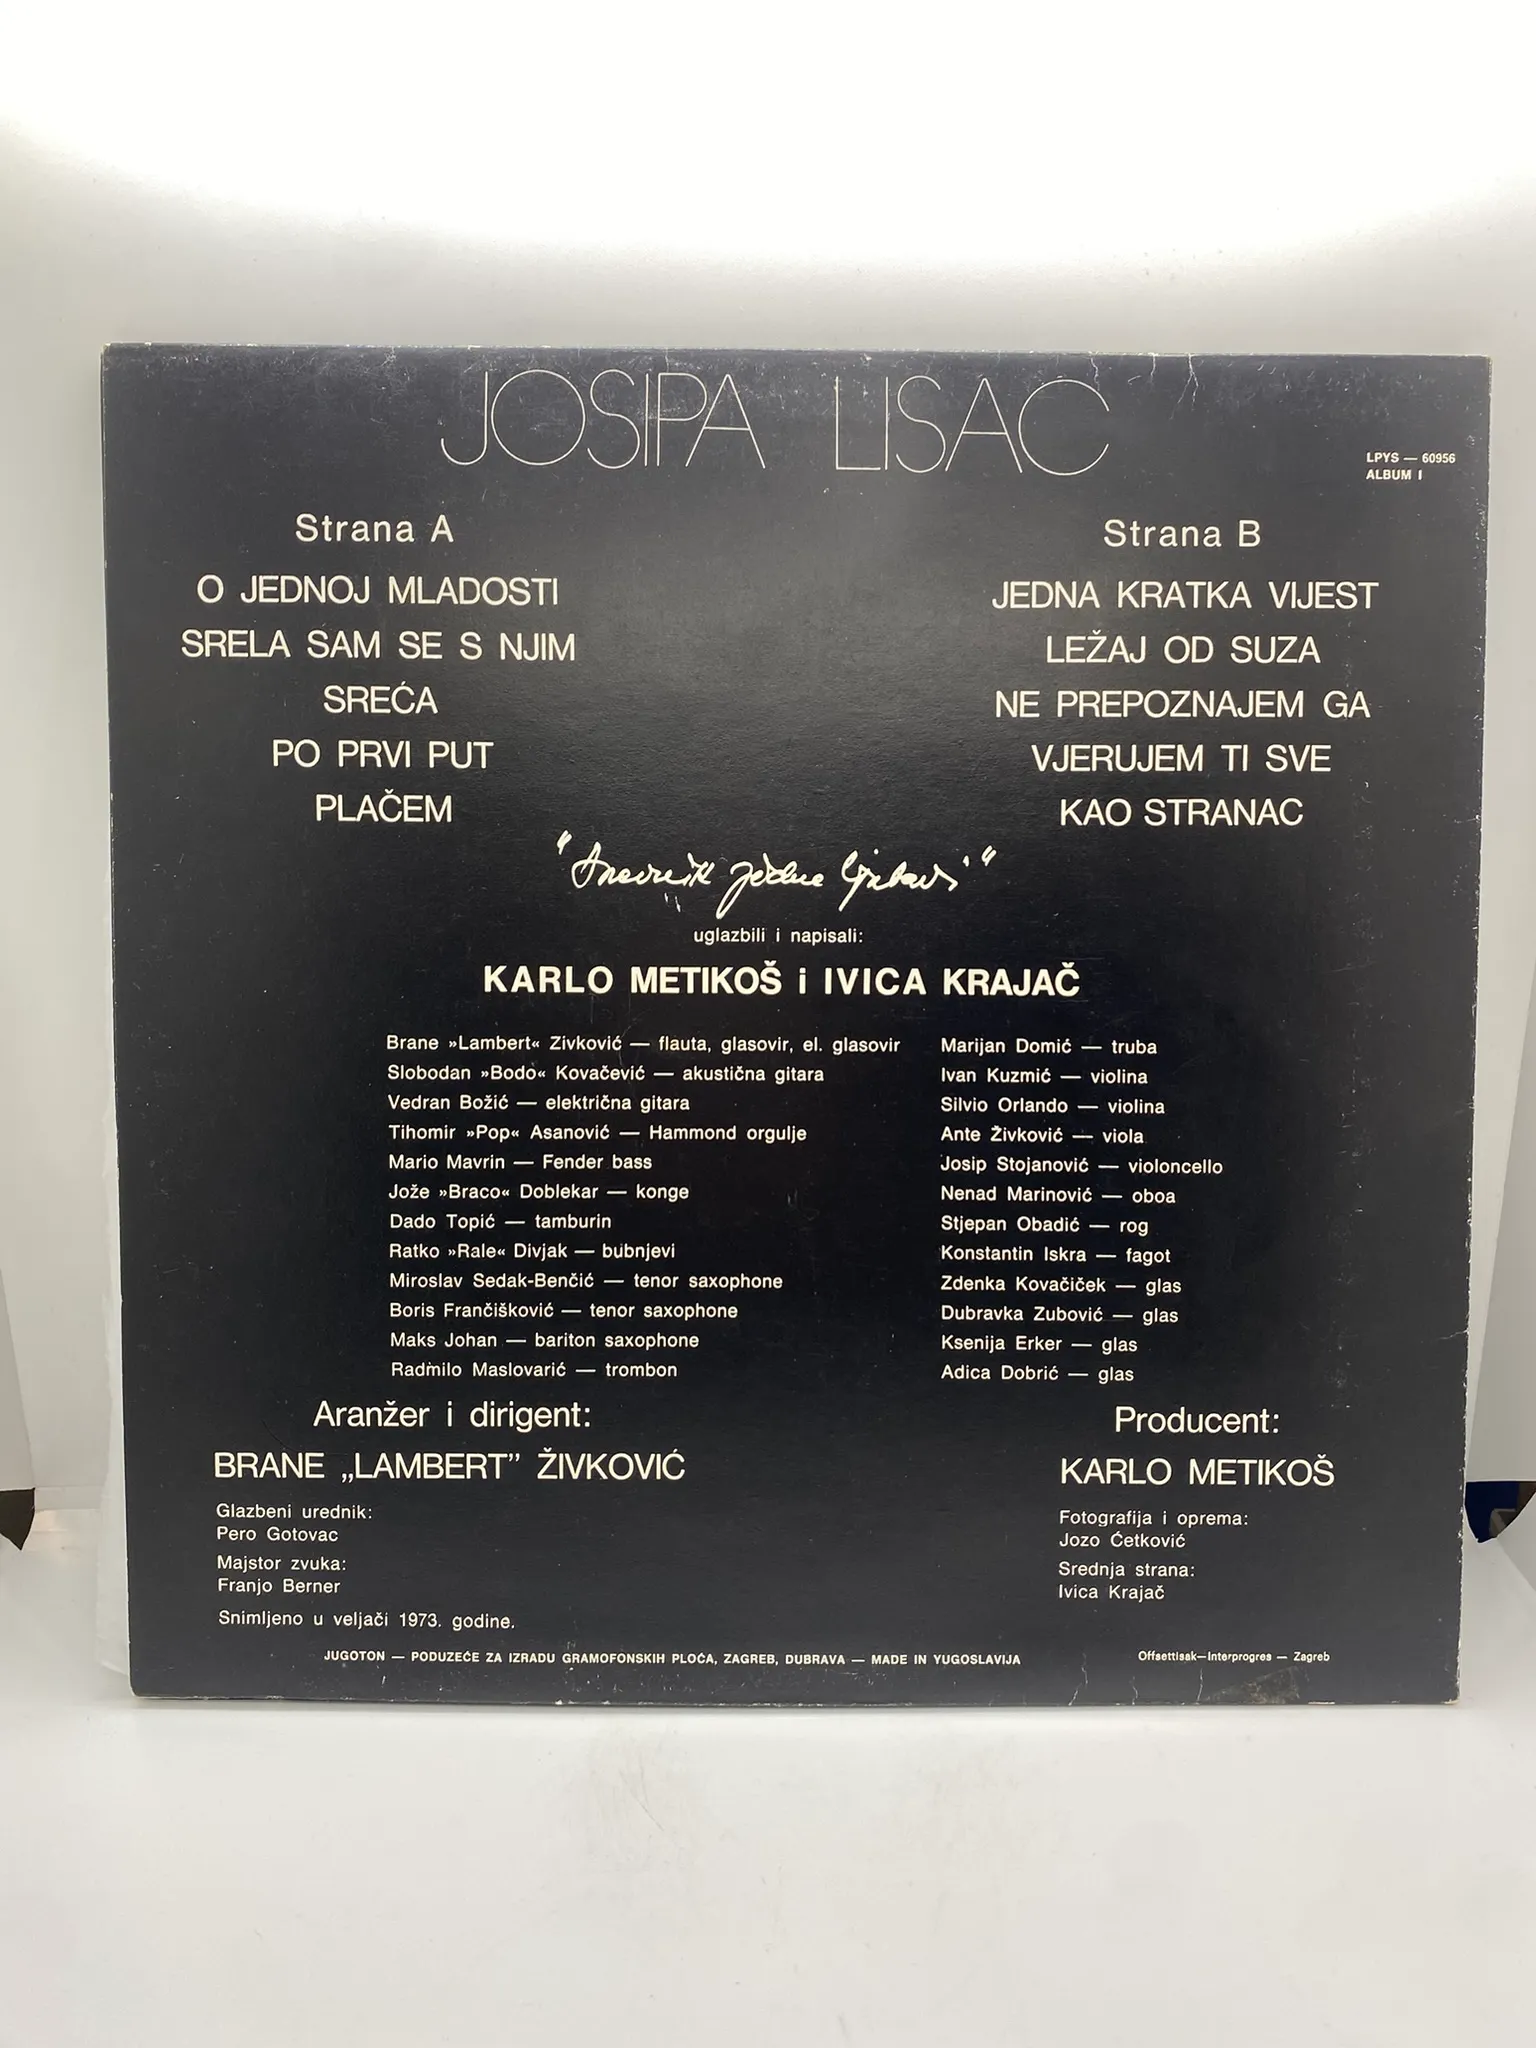 JOSIPA LISAC
LPYS — 60956
ALBUM I
Strana A
O JEDNOJ MLADOSTI
SRELA SAM SE S NJIM
SREĆA
PO PRVI PUT
PLAČEM
Strana B
JEDNA KRATKA VIJEST
LEŽAJ OD SUZA
NE PREPOZNAJEM GA
VJERUJEM TI SVE
KAO STRANAC
"Dnevnik jedne ljubavi"
uglazbili i napisali:
KARLO METIKOŠ i IVICA KRAJAČ
Brane »Lambert« Zivković — flauta, glasovir, el. glasovir
Slobodan »Bodo« Kovačević — akustična gitara
Vedran Božić — električna gitara
Tihomir »Pop« Asanović — Hammond orgulje
Mario Mavrin — Fender bass
Jože »Braco« Doblekar — konge
Dado Topić — tamburin
Ratko »Rale« Divjak — bubnjevi
Miroslav Sedak-Benčić — tenor saxophone
Boris Frančišković — tenor saxophone
Maks Johan — bariton saxophone
Radmilo Maslovarić — trombon
Marijan Domić — truba
Ivan Kuzmić — violina
Silvio Orlando — violina
Ante Živković — viola
Josip Stojanović — violoncello
Nenad Marinović — oboa
Stjepan Obadić — rog
Konstantin Iskra — fagot
Zdenka Kovačiček — glas
Dubravka Zubović — glas
Ksenija Erker — glas
Adica Dobrić — glas
Aranžer i dirigent:
BRANE „LAMBERT” ŽIVKOVIĆ
Glazbeni urednik:
Pero Gotovac
Majstor zvuka:
Franjo Berner
Snimljeno u veljači 1973. godine.
Producent:
KARLO METIKOŠ
Fotografija i oprema:
Jozo Ćetković
Srednja strana:
Ivica Krajač
JUGOTON — PODUZEĆE ZA IZRADU GRAMOFONSKIH PLOČA, ZAGREB, DUBRAVA — MADE IN YUGOSLAVIJA
Offsettisak—Interprogres — Zagreb